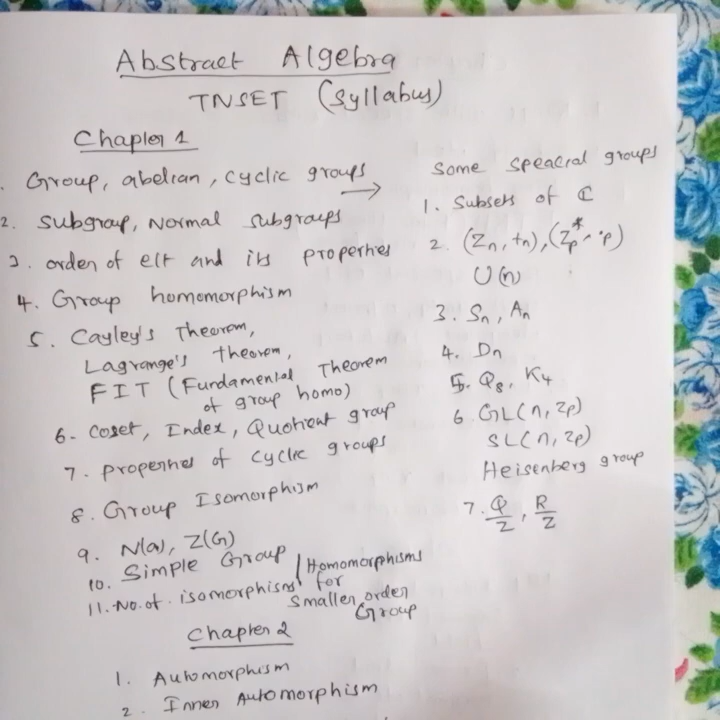 Abstract Algebra
TNSET (Syllabus)
Chapter 1
. Group, abelian, cyclic groups →
2. Subgroup, Normal subgroups
3. order of elt and its properties
4. Group homomorphism
5. Cayley's Theorem,
Lagrange's theorem,
FIT (Fundamental Theorem
of group homo)
6. Coset, Index, Quotient group
7. properties of cyclic groups
8. Group Isomorphism
9. N(a), Z(G)
10. Simple Group
11. No. of. isomorphisms / Homomorphisms for
Smaller order
Group
Some speacial groups
1. Subsets of ℂ
2. (Zn, +n), (Zp*, ·p)
U(n)
3. Sn, An
4. Dn
5. Q8, K4
6. GL(n, Zp)
SL(n, Zp)
Heisenberg group
7. Q/Z, R/Z
Chapter 2
1. Automorphism
2. Inner Automorphism